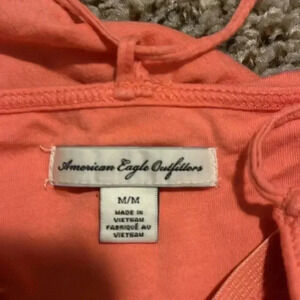 American Eagle Outfitters
M/M
MADE IN
VIETNAM
FABRIQUÉ AU
VIETNAM